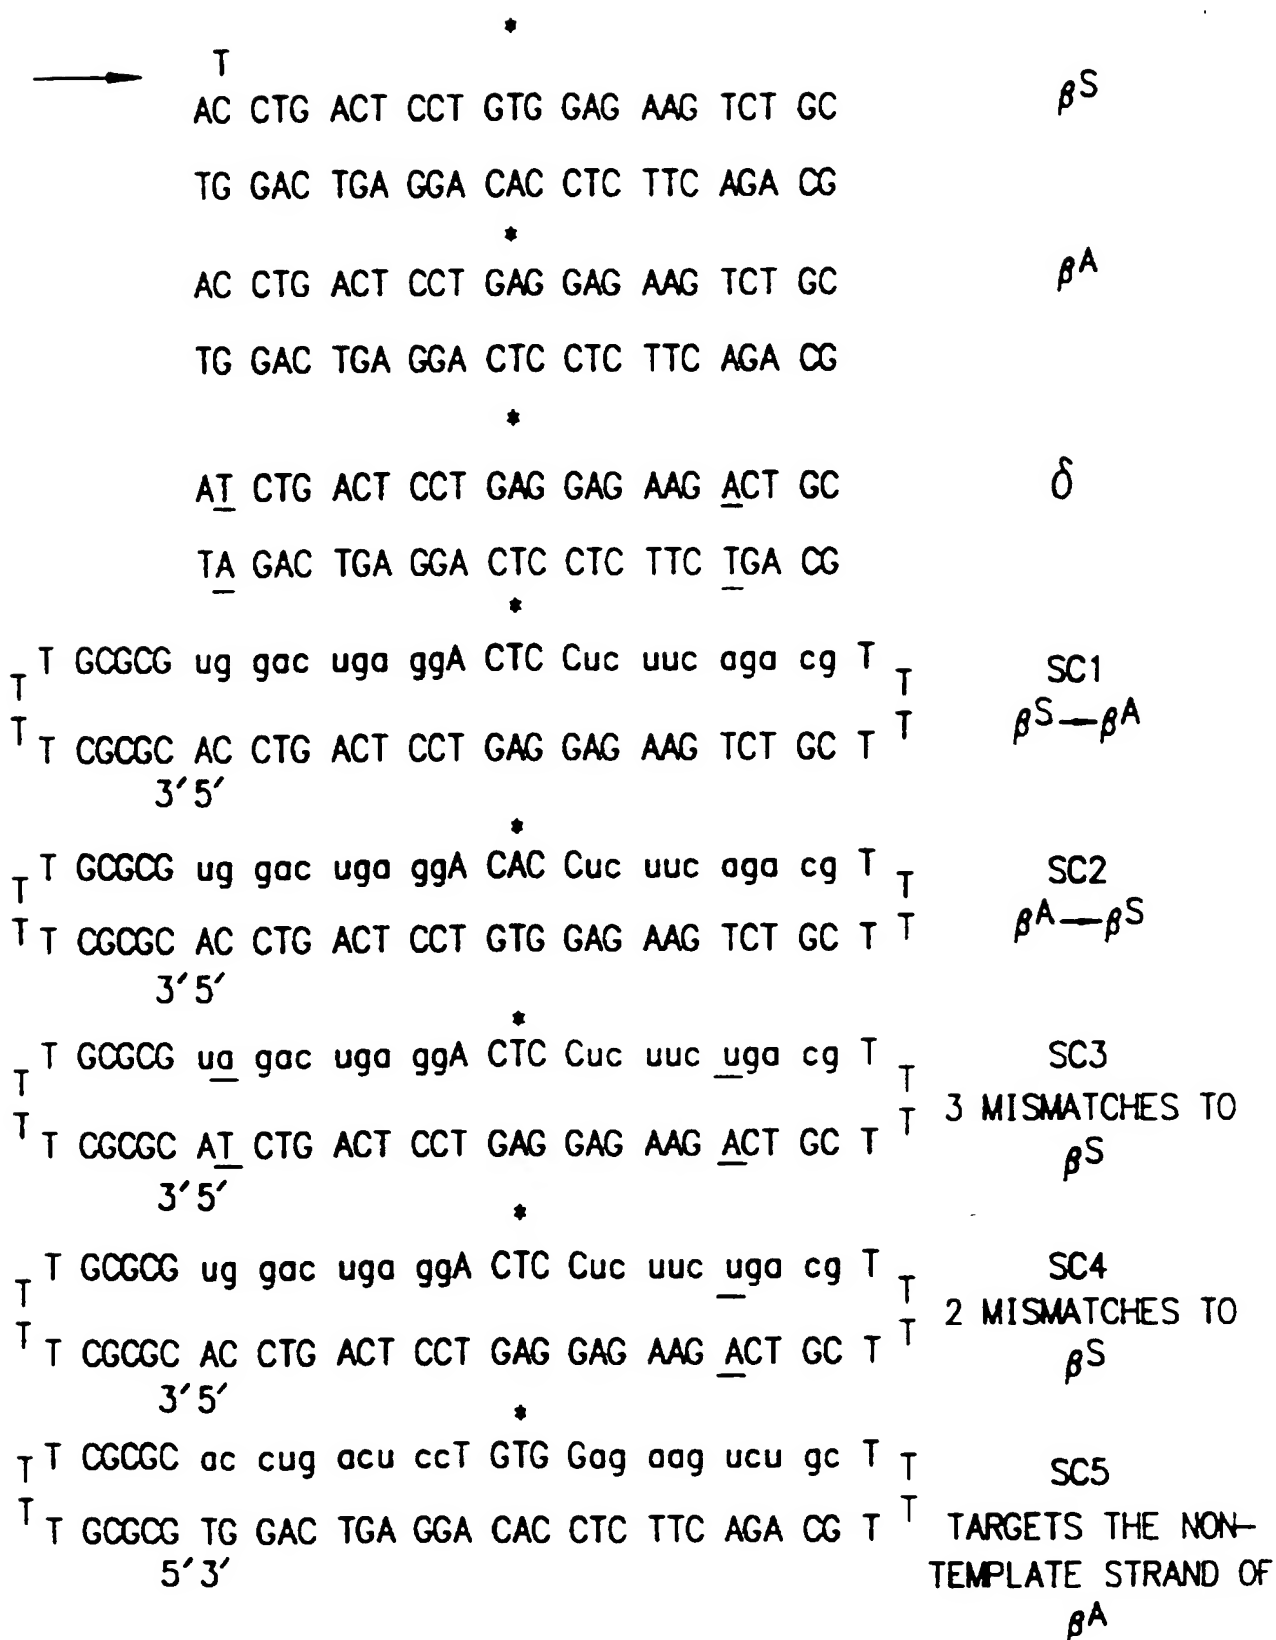 *
T
AC CTG ACT CCT GTG GAG AAG TCT GC βS
TG GAC TGA GGA CAC CTC TTC AGA CG
*
AC CTG ACT CCT GAG GAG AAG TCT GC βA
TG GAC TGA GGA CTC CTC TTC AGA CG
*
AT CTG ACT CCT GAG GAG AAG ACT GC δ
TA GAC TGA GGA CTC CTC TTC TGA CG
*
T GCGCG ug gac uga ggA CTC Cuc uuc aga cg T
T T SC1
T T βS—βA
T CGCGC AC CTG ACT CCT GAG GAG AAG TCT GC T
3′ 5′
*
T GCGCG ug gac uga ggA CAC Cuc uuc aga cg T
T T SC2
T T βA—βS
T CGCGC AC CTG ACT CCT GTG GAG AAG TCT GC T
3′ 5′
*
T GCGCG ua gac uga ggA CTC Cuc uuc uga cg T
T T SC3
T T 3 MISMATCHES TO
T CGCGC AT CTG ACT CCT GAG GAG AAG ACT GC T βS
3′ 5′
*
T GCGCG ug gac uga ggA CTC Cuc uuc uga cg T
T T SC4
T T 2 MISMATCHES TO
T CGCGC AC CTG ACT CCT GAG GAG AAG ACT GC T βS
3′ 5′
*
T CGCGC ac cug acu ccT GTG Gag aag ucu gc T
T T SC5
T T TARGETS THE NON–
T GCGCG TG GAC TGA GGA CAC CTC TTC AGA CG T
5′ 3′ TEMPLATE STRAND OF
βA